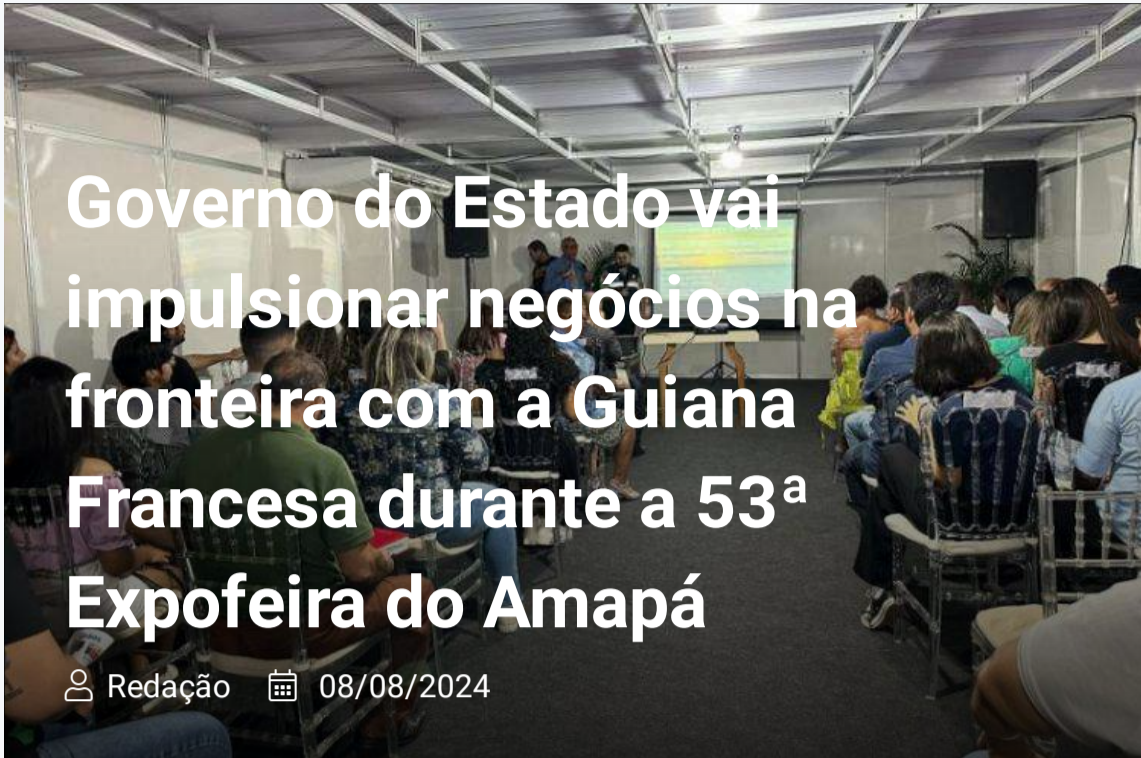 Governo do Estado vai
impulsionar negócios na
fronteira com a Guiana
Francesa durante a 53ª
Expofeira do Amapá
Redação 08/08/2024